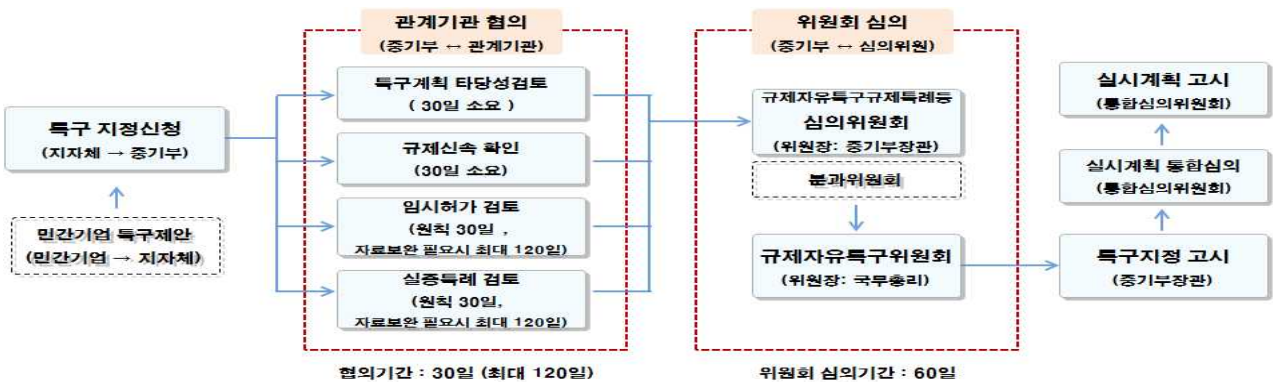 관계기관 협의
(중기부 ↔ 관계기관)
위원회 심의
(중기부 ↔ 심의위원)
특구 지정신청
(지자체 → 중기부)
민간기업 특구제안
(민간기업 → 지자체)
특구계획 타당성검토
( 30일 소요 )
규제신속 확인
(30일 소요)
임시허가 검토
(원칙 30일 ,
자료보완 필요시 최대 120일)
실증특례 검토
(원칙 30일,
자료보완 필요시 최대 120일)
협의기간 : 30일 (최대 120일)
규제자유특구규제특례등
심의위원회
(위원장: 중기부장관)
분과위원회
규제자유특구위원회
(위원장: 국무총리)
위원회 심의기간 : 60일
실시계획 고시
(통합심의위원회)
실시계획 통합심의
(통합심의위원회)
특구지정 고시
(중기부장관)